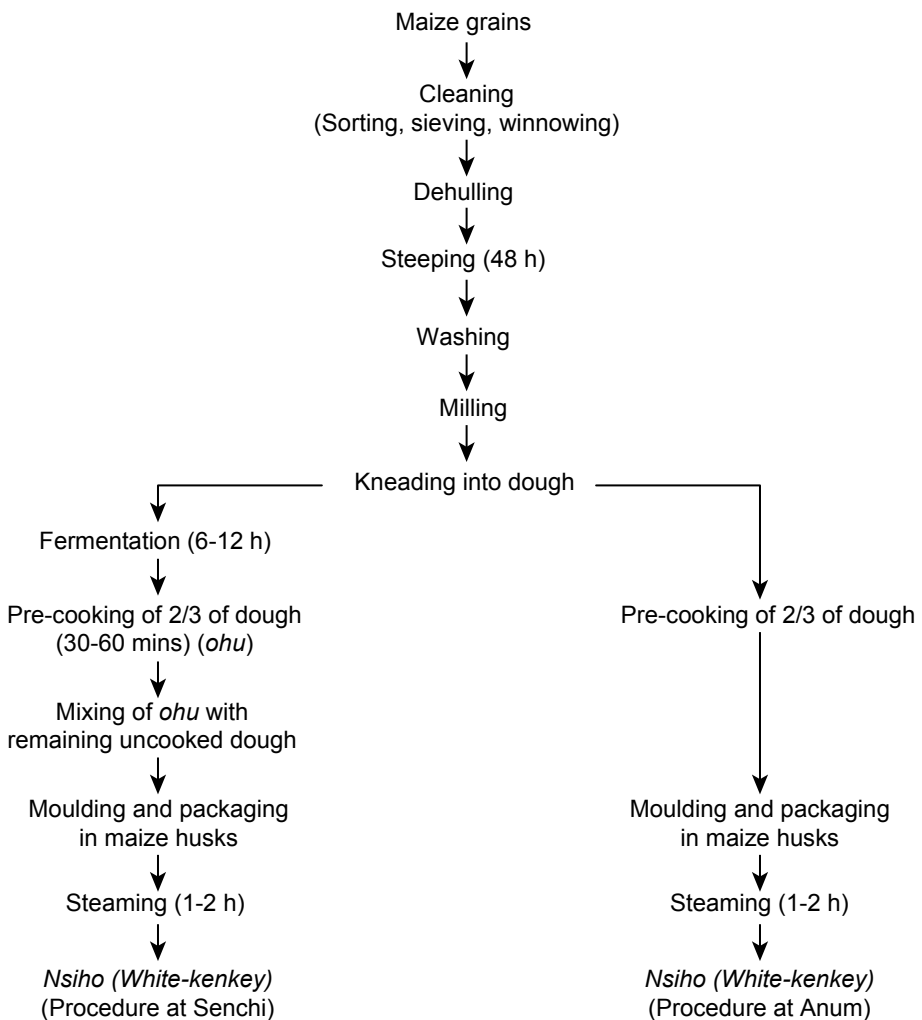 Maize grains
Cleaning
(Sorting, sieving, winnowing)
Dehulling
Steeping (48 h)
Washing
Milling
Kneading into dough
Fermentation (6-12 h)
Pre-cooking of 2/3 of dough
(30-60 mins) (ohu)
Mixing of ohu with
remaining uncooked dough
Moulding and packaging
in maize husks
Steaming (1-2 h)
Nsiho (White-kenkey)
(Procedure at Senchi)
Pre-cooking of 2/3 of dough
Moulding and packaging
in maize husks
Steaming (1-2 h)
Nsiho (White-kenkey)
(Procedure at Anum)